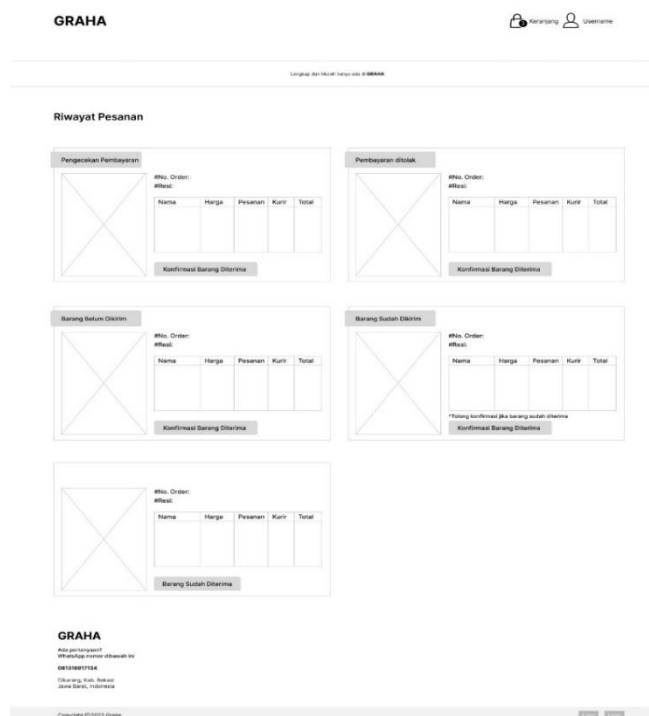 GRAHA
Keranjang
Username
Lengkap dan Murah hanya ada di GRAHA
Riwayat Pesanan
Pengecekan Pembayaran
#No. Order:
#Resi:
Nama Harga Pesanan Kurir Total
Konfirmasi Barang Diterima
Pembayaran ditolak
#No. Order:
#Resi:
Nama Harga Pesanan Kurir Total
Konfirmasi Barang Diterima
Barang Belum Dikirim
#No. Order:
#Resi:
Nama Harga Pesanan Kurir Total
Konfirmasi Barang Diterima
Barang Sudah Dikirim
#No. Order:
#Resi:
Nama Harga Pesanan Kurir Total
*Tolong konfirmasi jika barang sudah diterima
Konfirmasi Barang Diterima
#No. Order:
#Resi:
Nama Harga Pesanan Kurir Total
Barang Sudah Diterima
GRAHA
Ada pertanyaan?
WhatsApp nomor dibawah ini
Cikarang, Kab. Bekasi
Jawa Barat, Indonesia